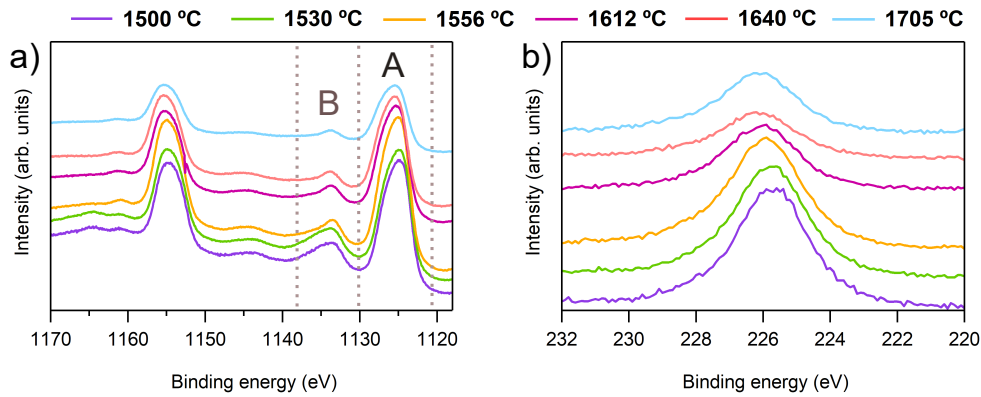 1500 ºC 1530 ºC 1556 ºC 1612 ºC 1640 ºC 1705 ºC
a) A B
Intensity (arb. units)
1170 1160 1150 1140 1130 1120
Binding energy (eV)
b)
Intensity (arb. units)
232 230 228 226 224 222 220
Binding energy (eV)